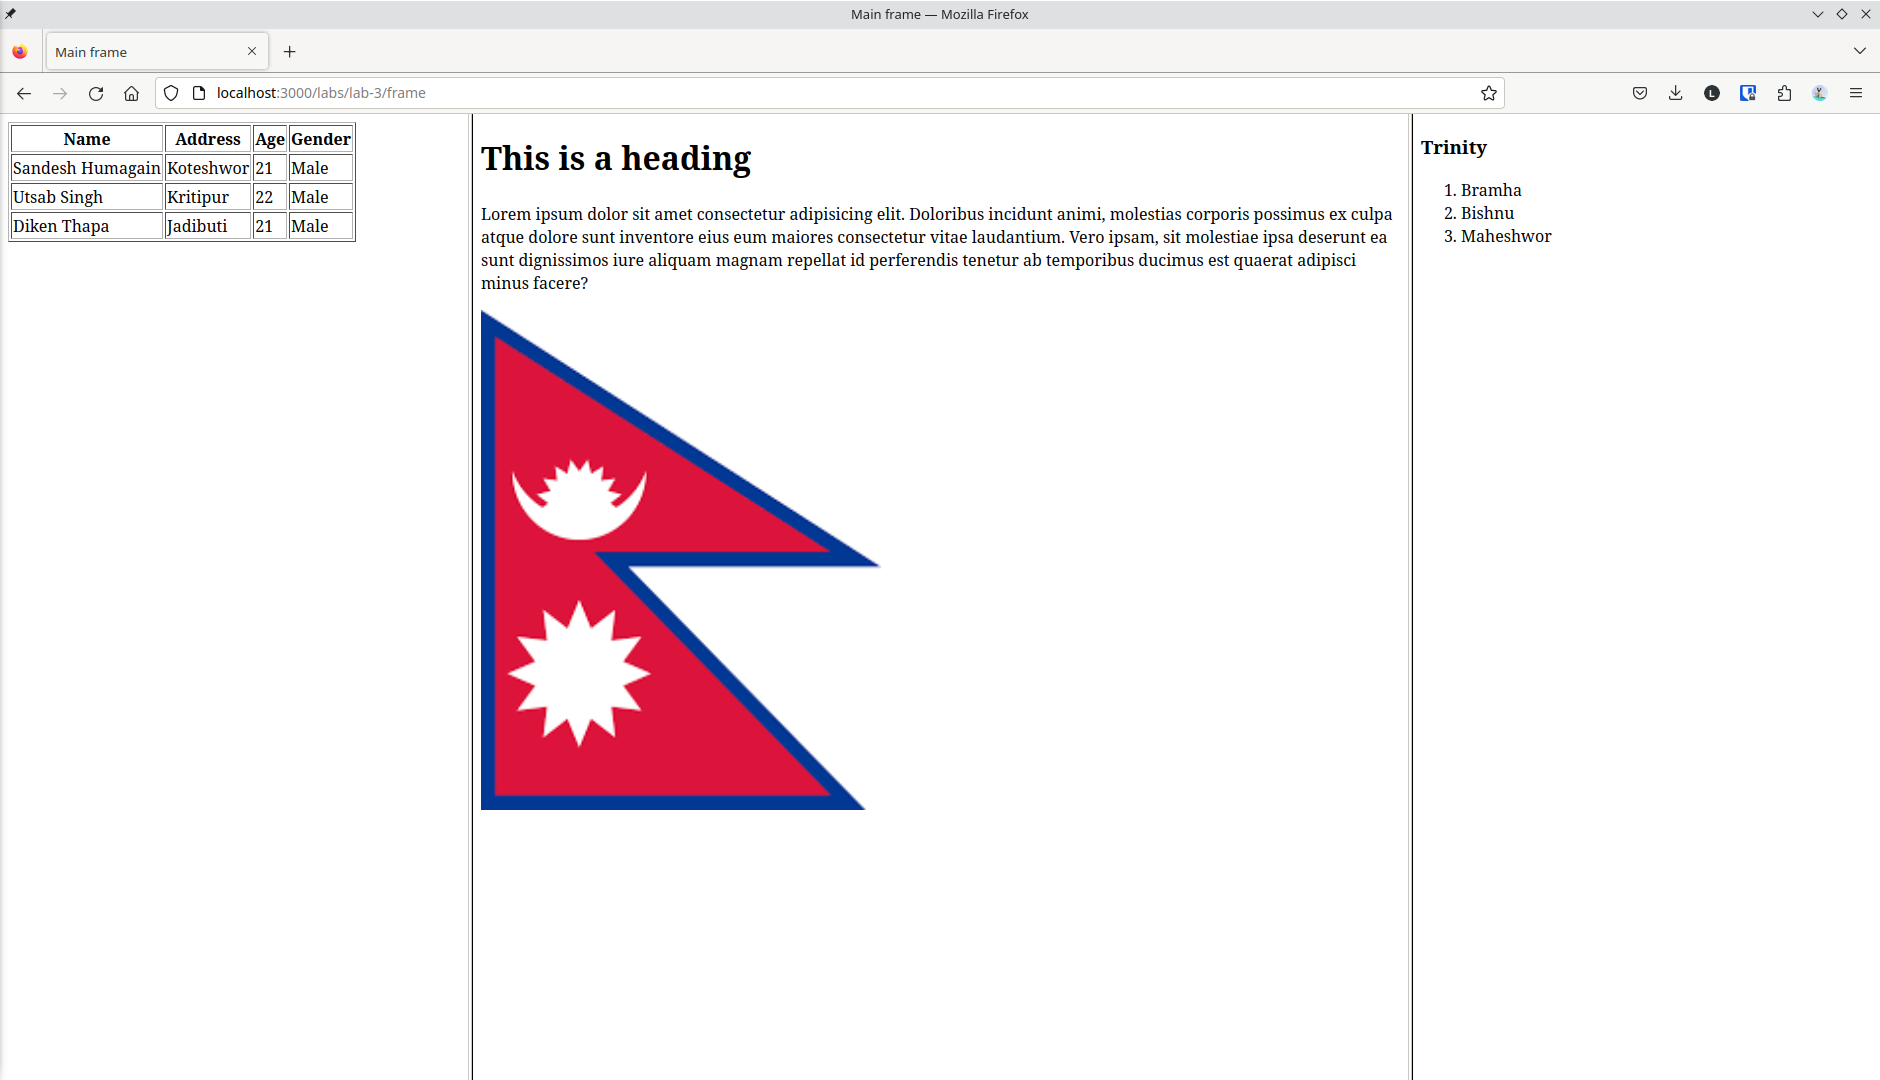 Main frame — Mozilla Firefox
Main frame
localhost:3000/labs/lab-3/frame
L
Name Address Age Gender
Sandesh Humagain Koteshwor 21 Male
Utsab Singh Kritipur 22 Male
Diken Thapa Jadibuti 21 Male
This is a heading
Lorem ipsum dolor sit amet consectetur adipisicing elit. Doloribus incidunt animi, molestias corporis possimus ex culpa
atque dolore sunt inventore eius eum maiores consectetur vitae laudantium. Vero ipsam, sit molestiae ipsa deserunt ea
sunt dignissimos iure aliquam magnam repellat id perferendis tenetur ab temporibus ducimus est quaerat adipisci
minus facere?
Trinity
1. Bramha
2. Bishnu
3. Maheshwor